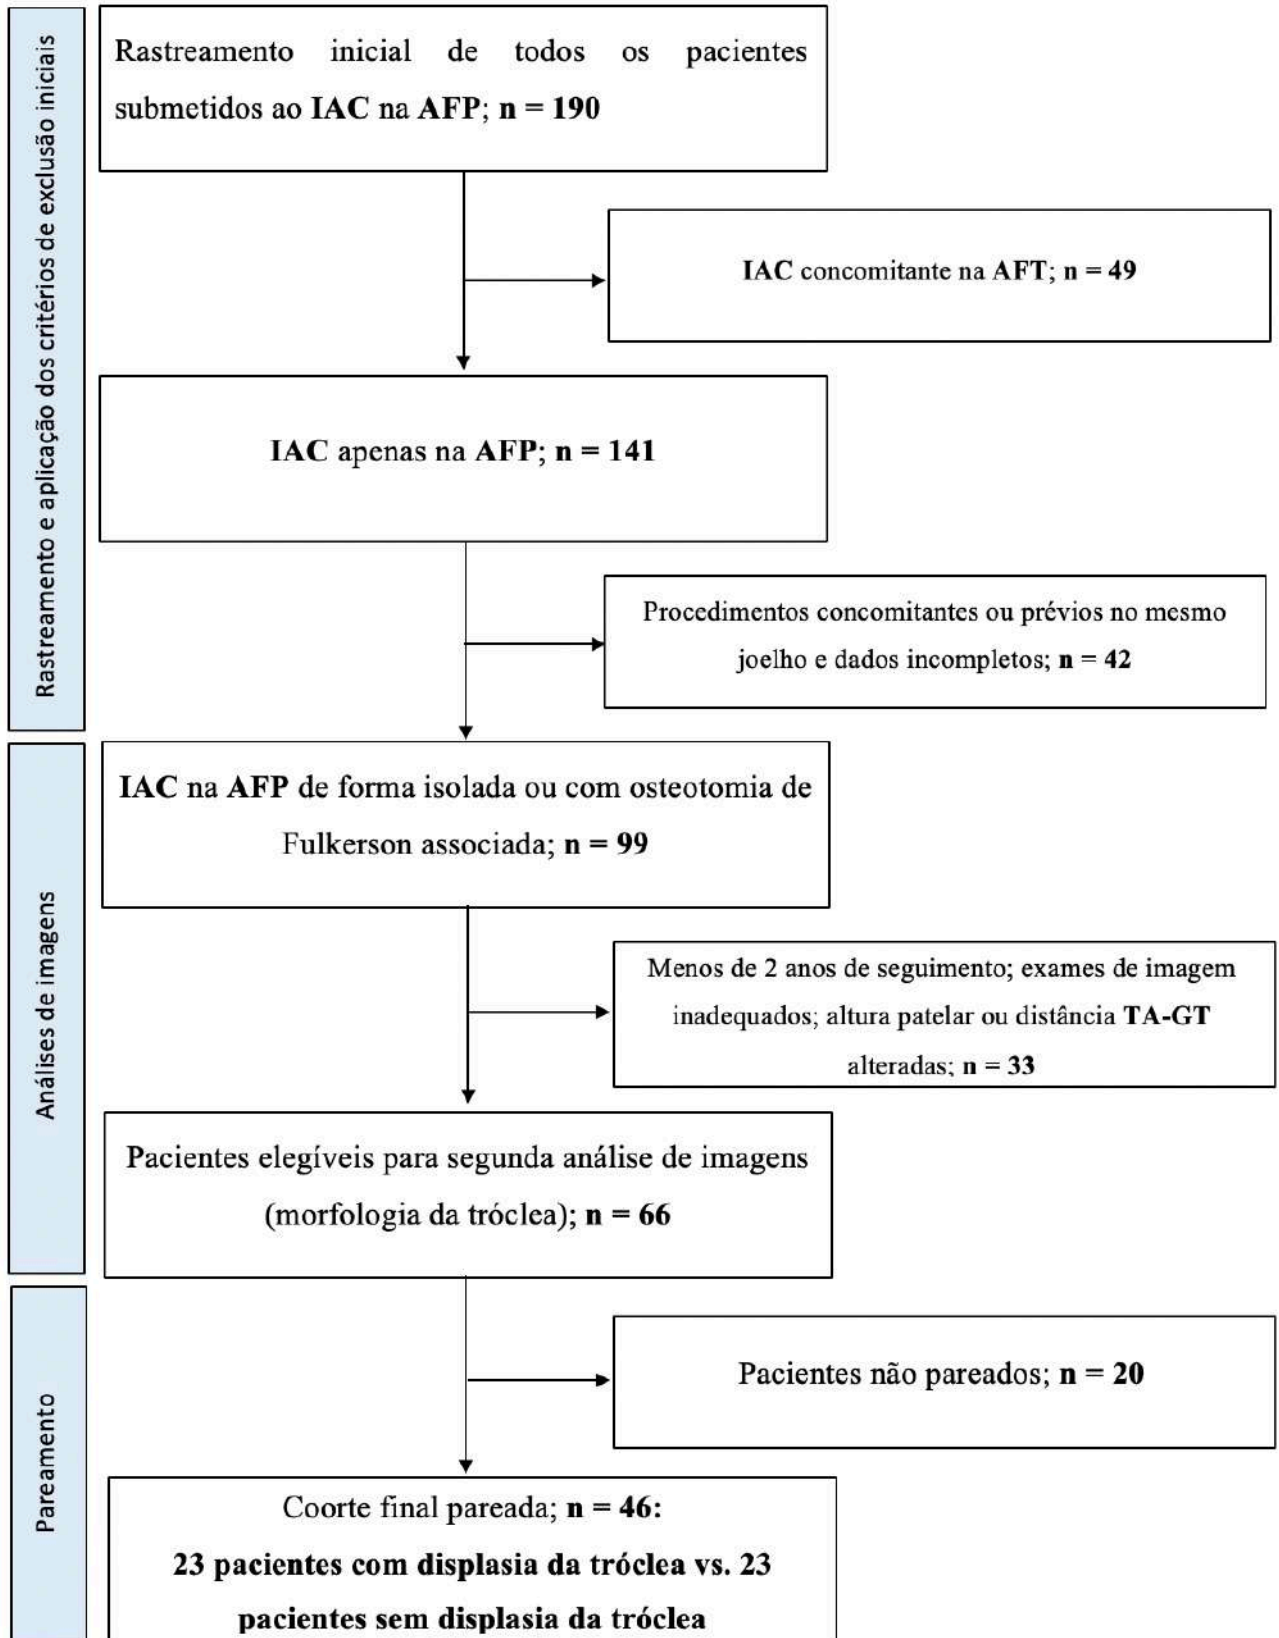 Rastreamento e aplicação dos critérios de exclusão iniciais
Rastreamento inicial de todos os pacientes
submetidos ao IAC na AFP; n = 190
IAC concomitante na AFT; n = 49
IAC apenas na AFP; n = 141
Procedimentos concomitantes ou prévios no mesmo
joelho e dados incompletos; n = 42
Análises de imagens
IAC na AFP de forma isolada ou com osteotomia de
Fulkerson associada; n = 99
Menos de 2 anos de seguimento; exames de imagem
inadequados; altura patelar ou distância TA-GT
alteradas; n = 33
Pacientes elegíveis para segunda análise de imagens
(morfologia da tróclea); n = 66
Pareamento
Pacientes não pareados; n = 20
Coorte final pareada; n = 46:
23 pacientes com displasia da tróclea vs. 23
pacientes sem displasia da tróclea